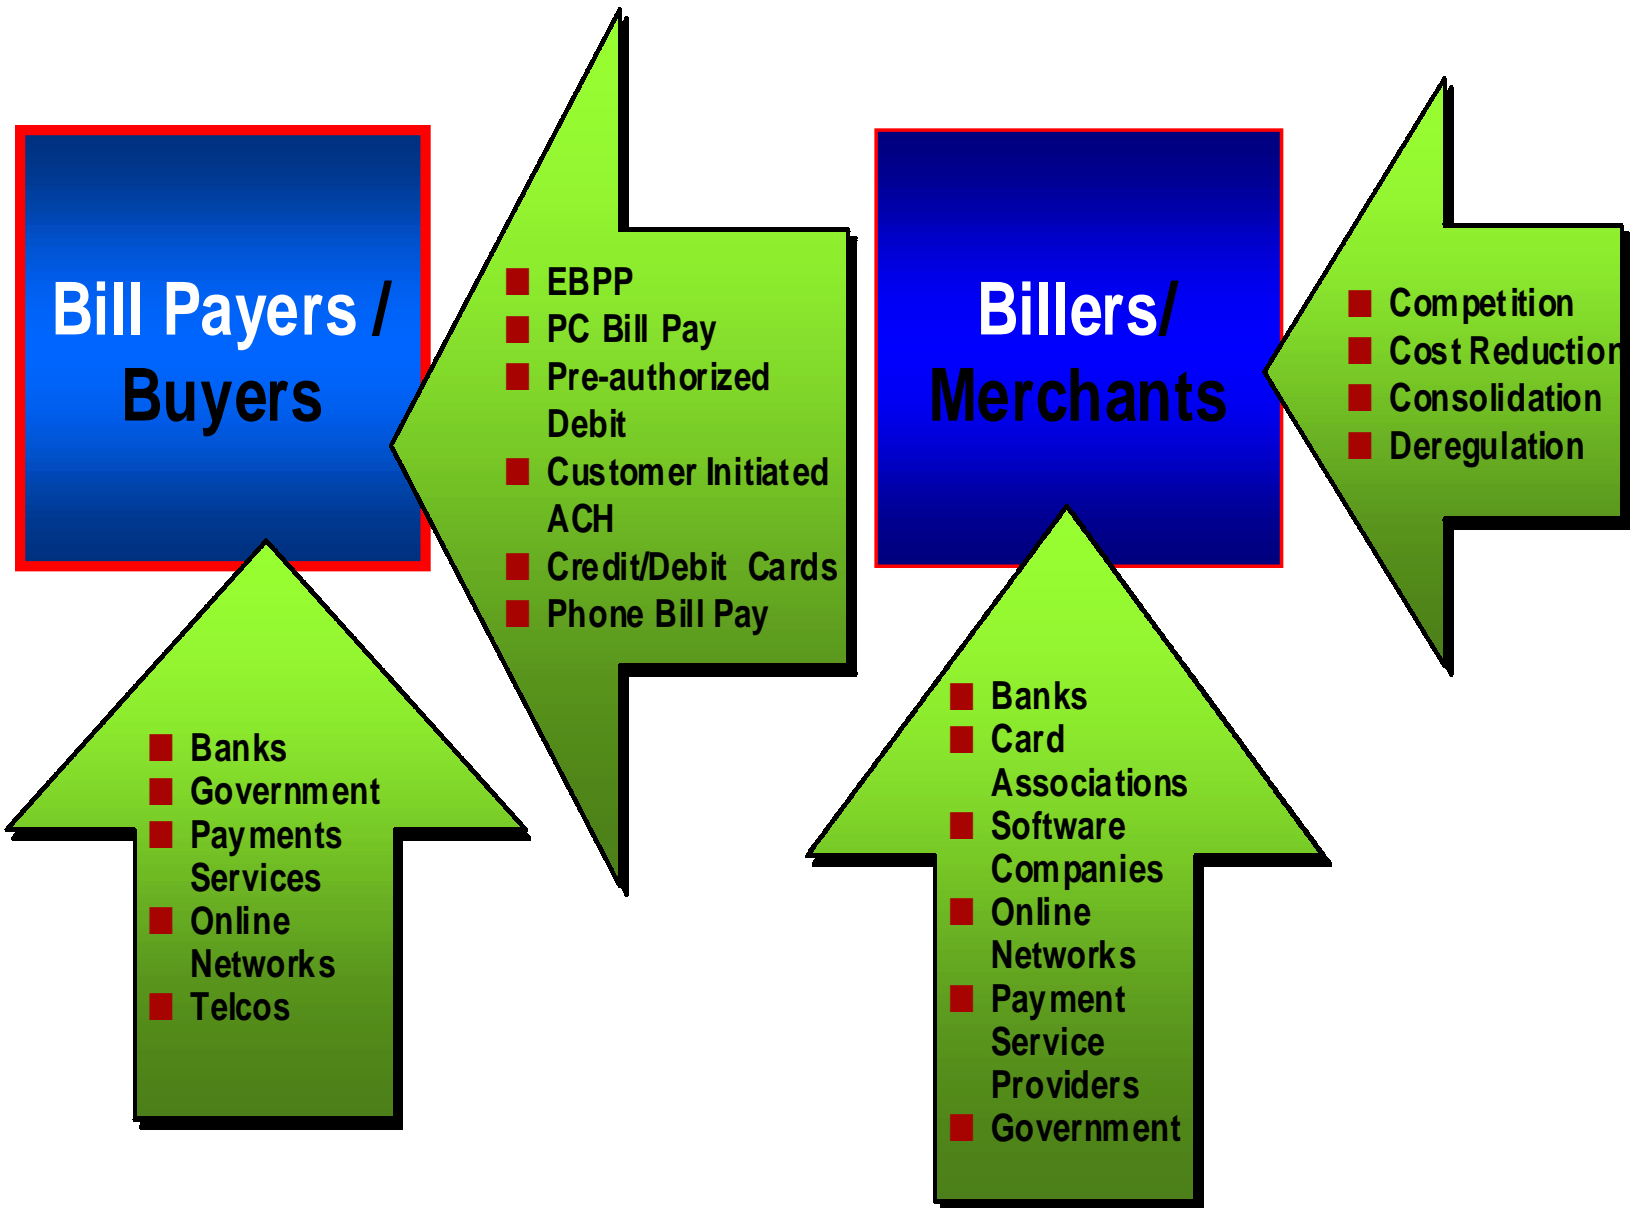 Bill Payers /
Buyers
EBPP
PC Bill Pay
Pre-authorized
Debit
Customer Initiated
ACH
Credit/Debit Cards
Phone Bill Pay
Billers/
Merchants
Competition
Cost Reduction
Consolidation
Deregulation
Banks
Government
Payments
Services
Online
Networks
Telcos
Banks
Card
Associations
Software
Companies
Online
Networks
Payment
Service
Providers
Government